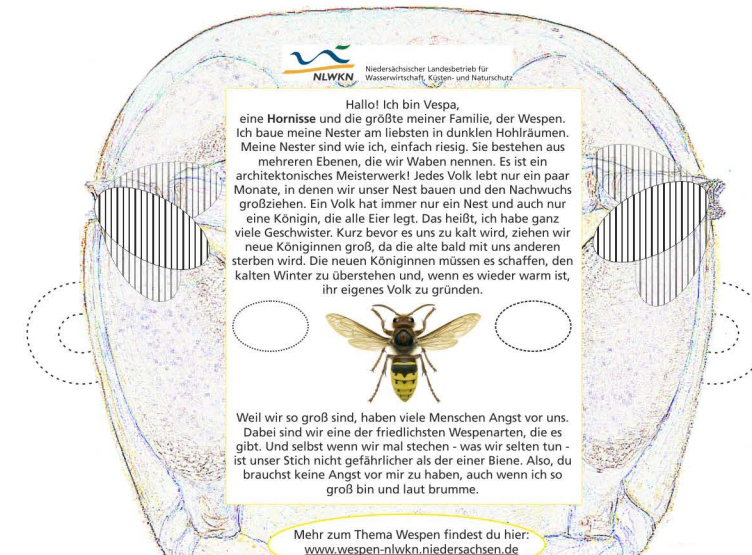 NLWKN
Niedersächsischer Landesbetrieb für
Wasserwirtschaft, Küsten- und Naturschutz
Hallo! Ich bin Vespa,
eine Hornisse und die größte meiner Familie, der Wespen.
Ich baue meine Nester am liebsten in dunklen Hohlräumen.
Meine Nester sind wie ich, einfach riesig. Sie bestehen aus
mehreren Ebenen, die wir Waben nennen. Es ist ein
architektonisches Meisterwerk! Jedes Volk lebt nur ein paar
Monate, in denen wir unser Nest bauen und den Nachwuchs
großziehen. Ein Volk hat immer nur ein Nest und auch nur
eine Königin, die alle Eier legt. Das heißt, ich habe ganz
viele Geschwister. Kurz bevor es uns zu kalt wird, ziehen wir
neue Königinnen groß, da die alte bald mit uns anderen
sterben wird. Die neuen Königinnen müssen es schaffen, den
kalten Winter zu überstehen und, wenn es wieder warm ist,
ihr eigenes Volk zu gründen.
Weil wir so groß sind, haben viele Menschen Angst vor uns.
Dabei sind wir eine der friedlichsten Wespenarten, die es
gibt. Und selbst wenn wir mal stechen - was wir selten tun -
ist unser Stich nicht gefährlicher als der einer Biene. Also, du
brauchst keine Angst vor mir zu haben, auch wenn ich so
groß bin und laut brumme.
Mehr zum Thema Wespen findest du hier:
www.wespen-nlwkn.niedersachsen.de